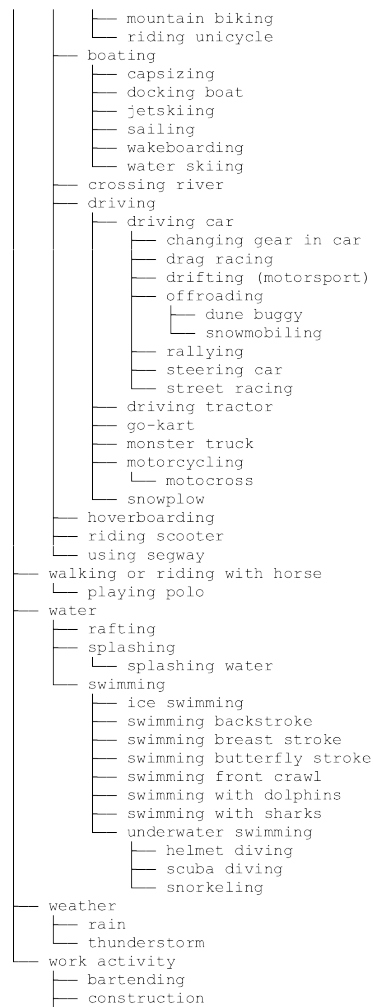 mountain biking
riding unicycle
boating
capsizing
docking boat
jetskiing
sailing
wakeboarding
water skiing
crossing river
driving
driving car
changing gear in car
drag racing
drifting (motorsport)
offroading
dune buggy
snowmobiling
rallying
steering car
street racing
driving tractor
go-kart
monster truck
motorcycling
motocross
snowplow
hoverboarding
riding scooter
using segway
walking or riding with horse
playing polo
water
rafting
splashing
splashing water
swimming
ice swimming
swimming backstroke
swimming breast stroke
swimming butterfly stroke
swimming front crawl
swimming with dolphins
swimming with sharks
underwater swimming
helmet diving
scuba diving
snorkeling
weather
rain
thunderstorm
work activity
bartending
construction